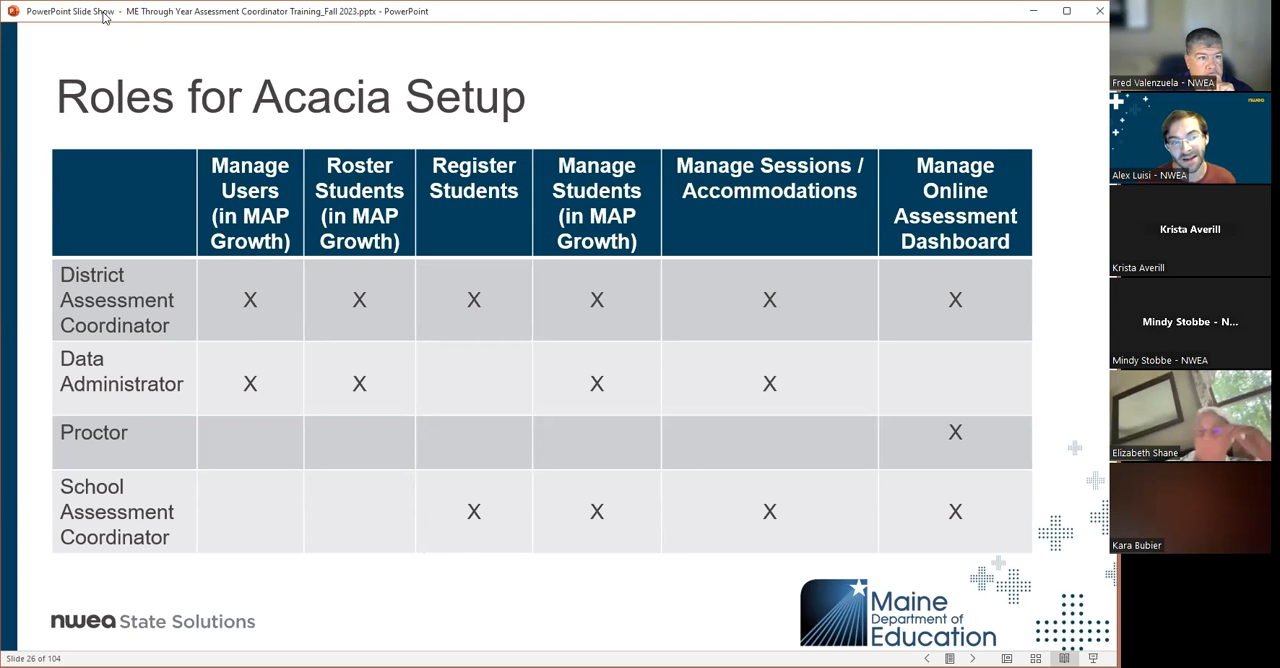 PowerPoint Slide Show - ME Through Year Assessment Coordinator Training_Fall 2023.pptx - PowerPoint
Roles for Acacia Setup
Manage Users (in MAP Growth)
Roster Students (in MAP Growth)
Register Students
Manage Students (in MAP Growth)
Manage Sessions / Accommodations
Manage Online Assessment Dashboard
District Assessment Coordinator
X X X X X X
Data Administrator
X X X X
Proctor
X
School Assessment Coordinator
X X X X
nwea State Solutions
Maine
Department of
Education
Slide 26 of 104
Fred Valenzuela - NWEA
nwea
Alex Luisi - NWEA
Krista Averill
Krista Averill
Mindy Stobbe - N...
Mindy Stobbe - NWEA
Elizabeth Shane
Kara Bubier